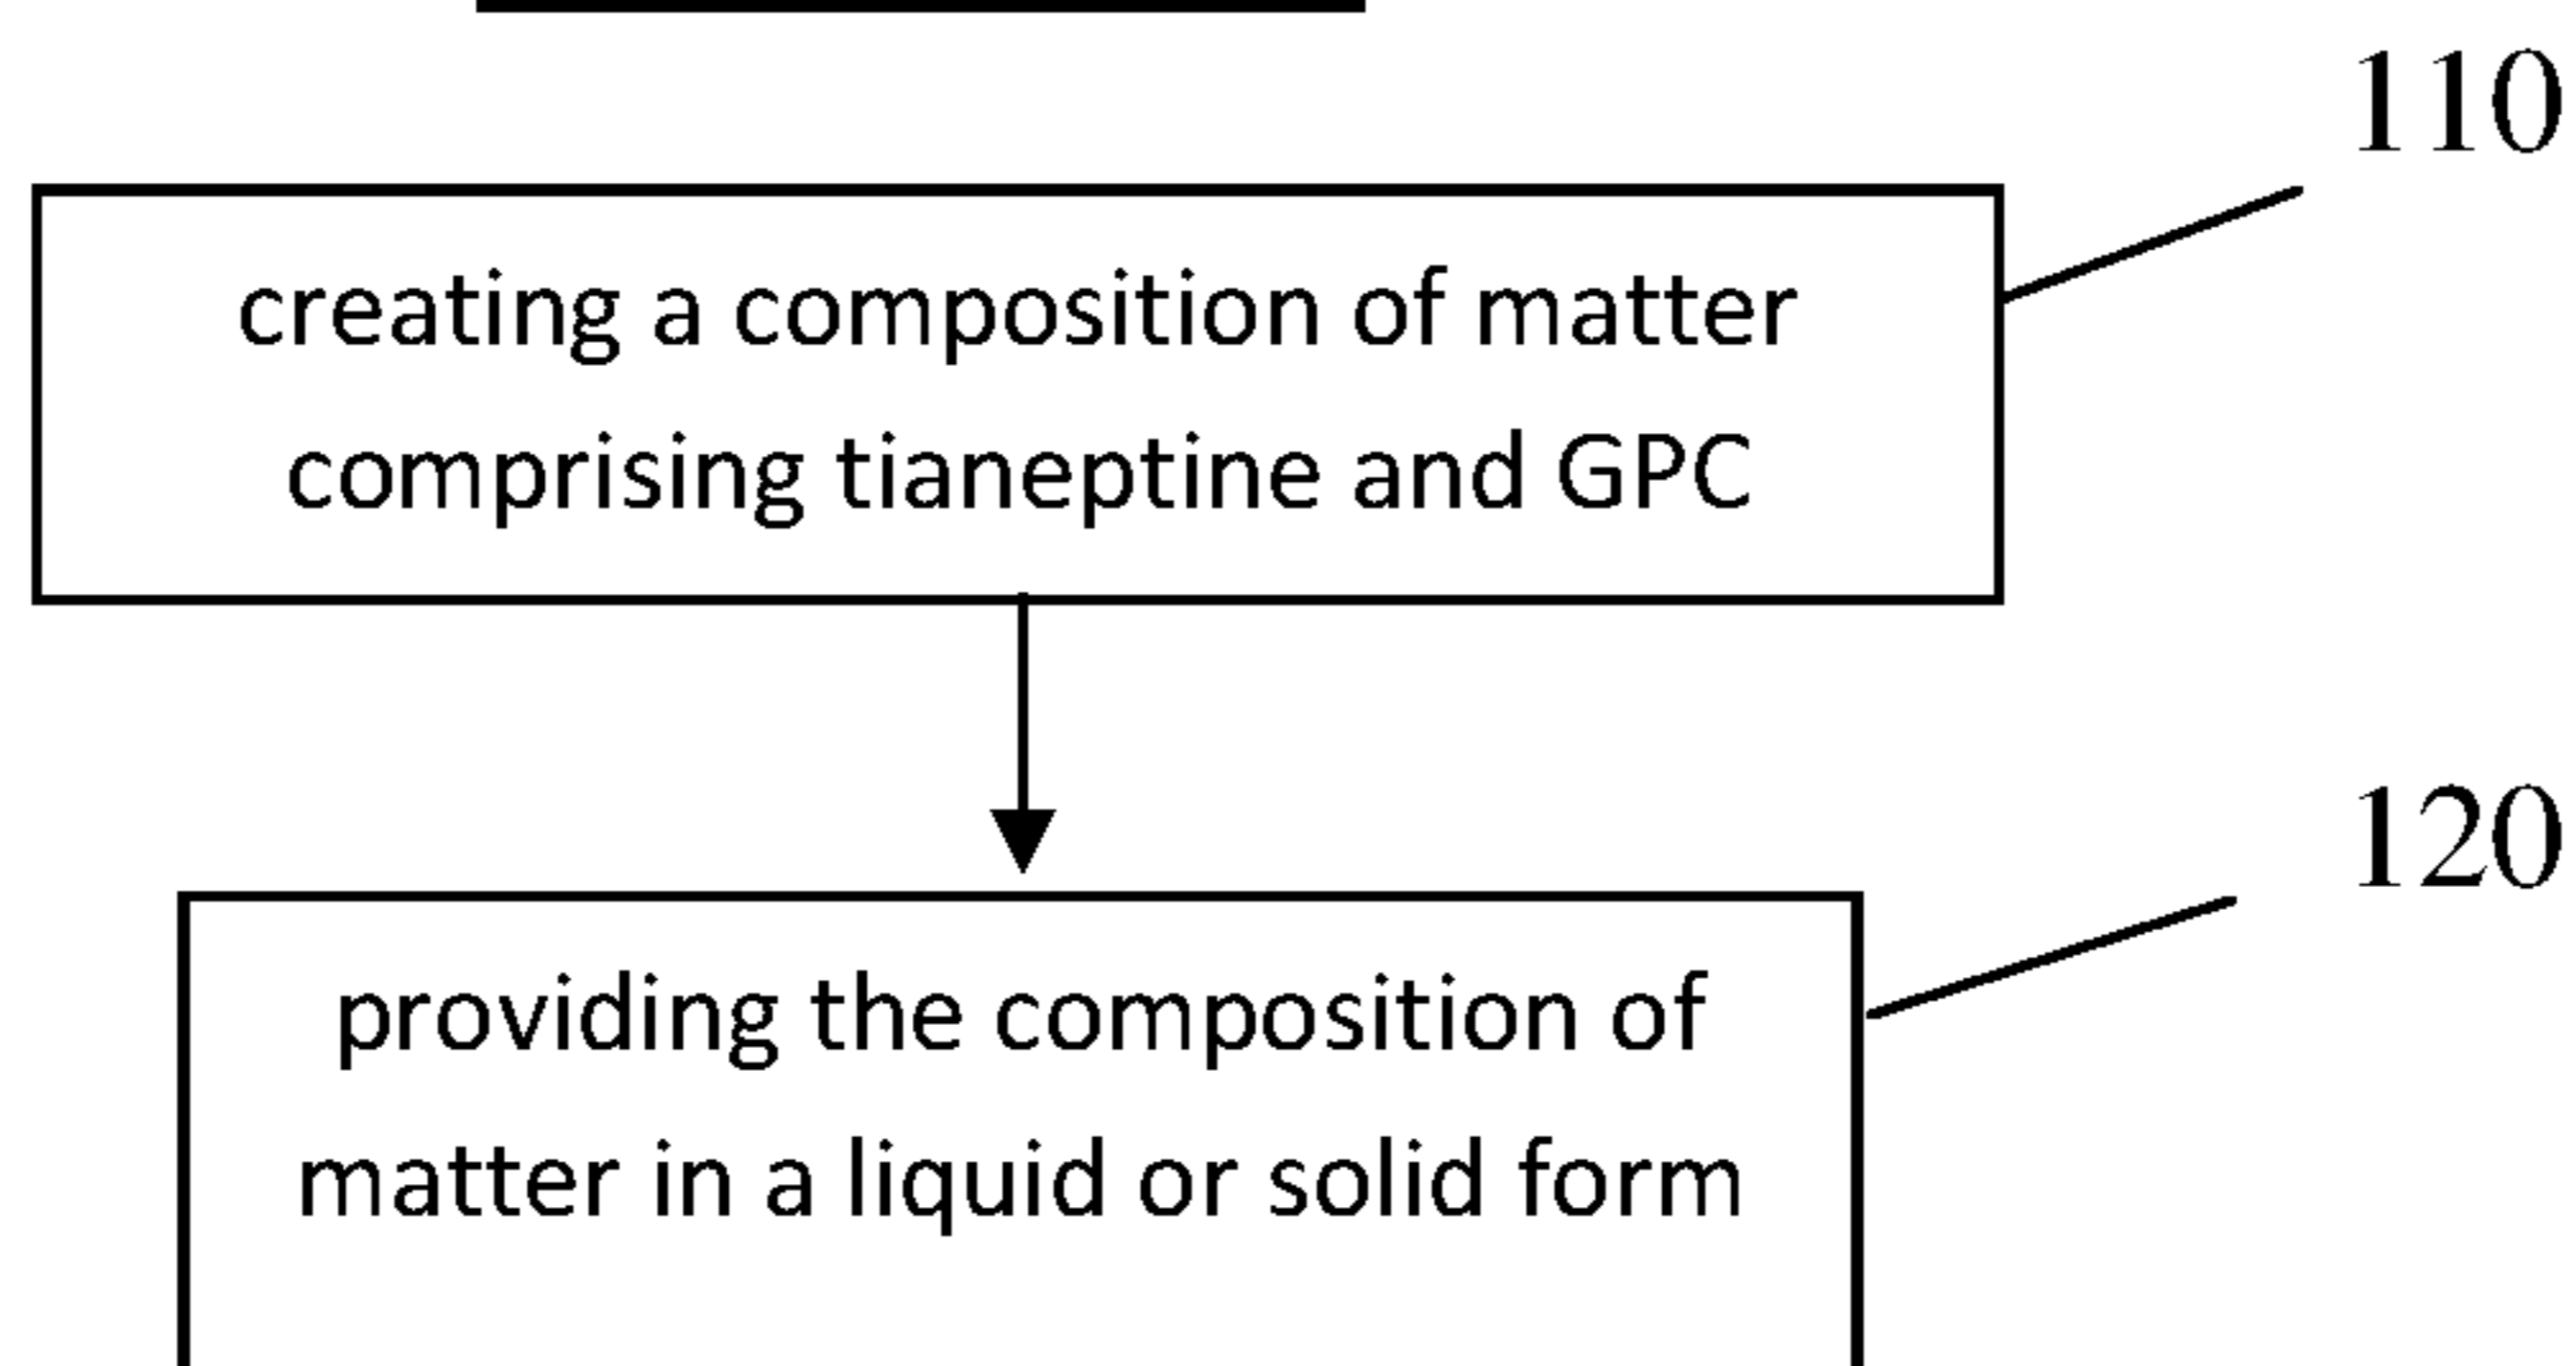 110
creating a composition of matter
comprising tianeptine and GPC
120
providing the composition of
matter in a liquid or solid form